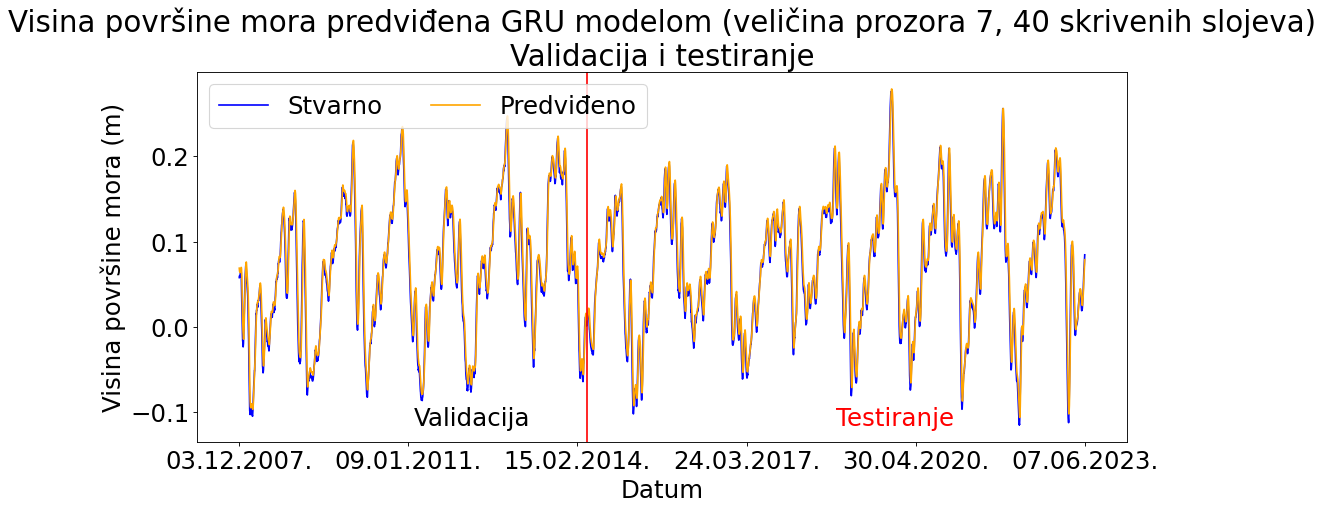 Visina površine mora predviđena GRU modelom (veličina prozora 7, 40 skrivenih slojeva)
Validacija i testiranje
Stvarno Predviđeno
Visina površine mora (m)
0.2
0.1
0.0
−0.1
Validacija
Testiranje
03.12.2007. 09.01.2011. 15.02.2014. 24.03.2017. 30.04.2020. 07.06.2023.
Datum